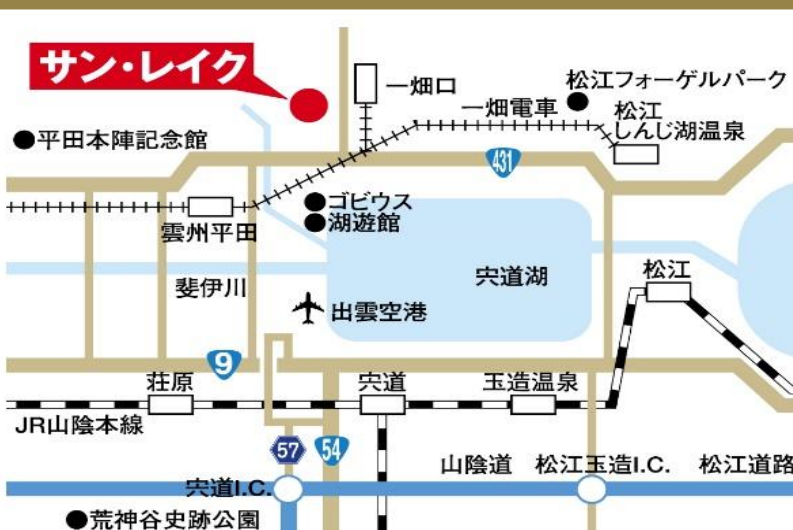 サン・レイク
一畑口
松江フォーゲルパーク
一畑電車
松江
しんじ湖温泉
●平田本陣記念館
431
●ゴビウス
●湖遊館
雲州平田
斐伊川
宍道湖
松江
出雲空港
9
荘原
宍道
玉造温泉
JR山陰本線
57
54
山陰道
松江玉造I.C.
松江道路
宍道I.C.
●荒神谷史跡公園